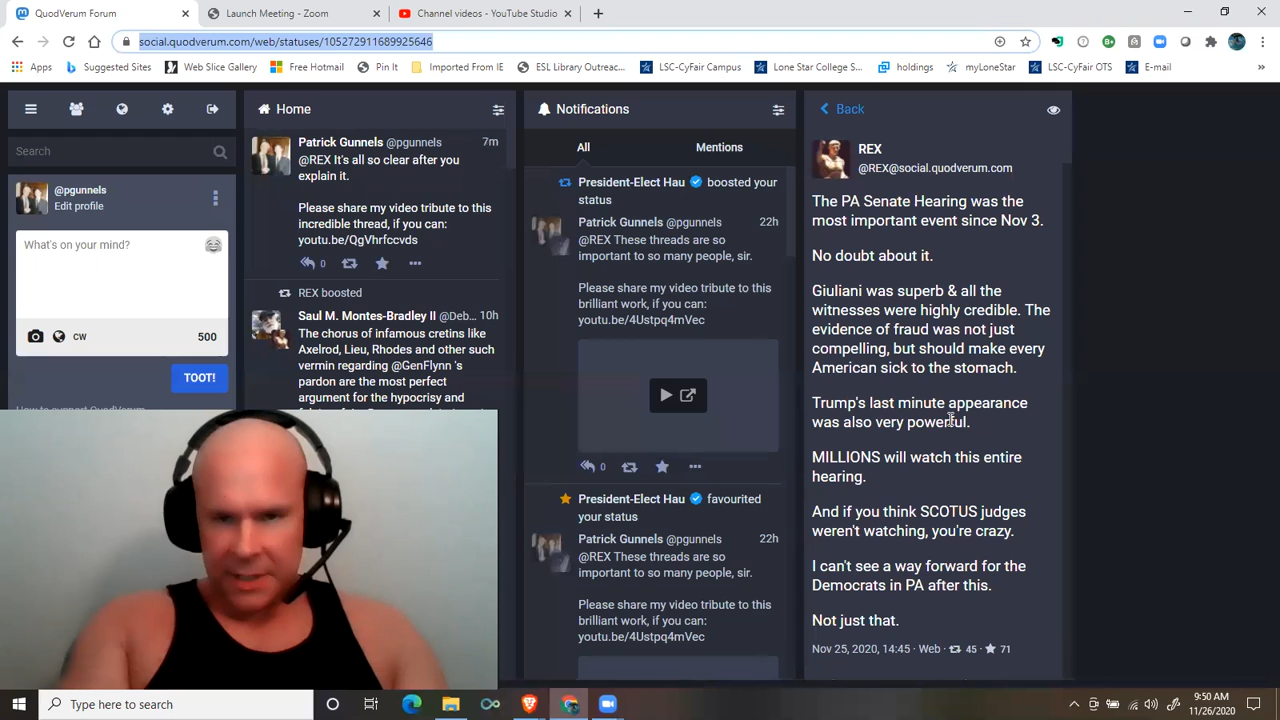 QuodVerum Forum
Launch Meeting - Zoom
Channel videos - YouTube Studio
social.quodverum.com/web/statuses/105272911689925646
Apps
Suggested Sites
Web Slice Gallery
Free Hotmail
Pin It
Imported From IE
ESL Library Outreac...
LSC-CyFair Campus
Lone Star College S...
holdings
myLoneStar
LSC-CyFair OTS
E-mail
Search
@pgunnels
Edit profile
What's on your mind?
CW
500
TOOT!
Home
Patrick Gunnels @pgunnels 7m
@REX It's all so clear after you
explain it.
Please share my video tribute to this
incredible thread, if you can:
youtu.be/QgVhrfccvds
0
REX boosted
Saul M. Montes-Bradley II @Deb... 10h
The chorus of infamous cretins like
Axelrod, Lieu, Rhodes and other such
vermin regarding @GenFlynn 's
pardon are the most perfect
argument for the hypocrisy and
Notifications
All
Mentions
President-Elect Hau boosted your
status
Patrick Gunnels @pgunnels 22h
@REX These threads are so
important to so many people, sir.
Please share my video tribute to this
brilliant work, if you can:
youtu.be/4Ustpq4mVec
0
President-Elect Hau favourited
your status
Patrick Gunnels @pgunnels 22h
@REX These threads are so
important to so many people, sir.
Please share my video tribute to this
brilliant work, if you can:
youtu.be/4Ustpq4mVec
Back
REX
@REX@social.quodverum.com
The PA Senate Hearing was the
most important event since Nov 3.
No doubt about it.
Giuliani was superb & all the
witnesses were highly credible. The
evidence of fraud was not just
compelling, but should make every
American sick to the stomach.
Trump's last minute appearance
was also very powerful.
MILLIONS will watch this entire
hearing.
And if you think SCOTUS judges
weren't watching, you're crazy.
I can't see a way forward for the
Democrats in PA after this.
Not just that.
Nov 25, 2020, 14:45 · Web · 45 · 71
Type here to search
9:50 AM
11/26/2020